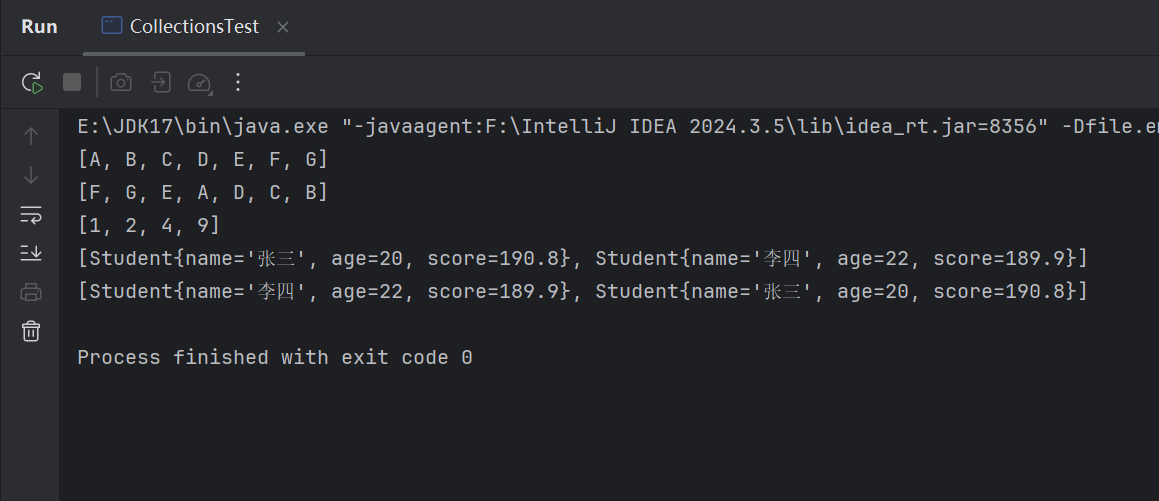 Run CollectionsTest
E:\JDK17\bin\java.exe "-javaagent:F:\IntelliJ IDEA 2024.3.5\lib\idea_rt.jar=8356" -Dfile.en
[A, B, C, D, E, F, G]
[F, G, E, A, D, C, B]
[1, 2, 4, 9]
[Student{name='张三', age=20, score=190.8}, Student{name='李四', age=22, score=189.9}]
[Student{name='李四', age=22, score=189.9}, Student{name='张三', age=20, score=190.8}]
Process finished with exit code 0